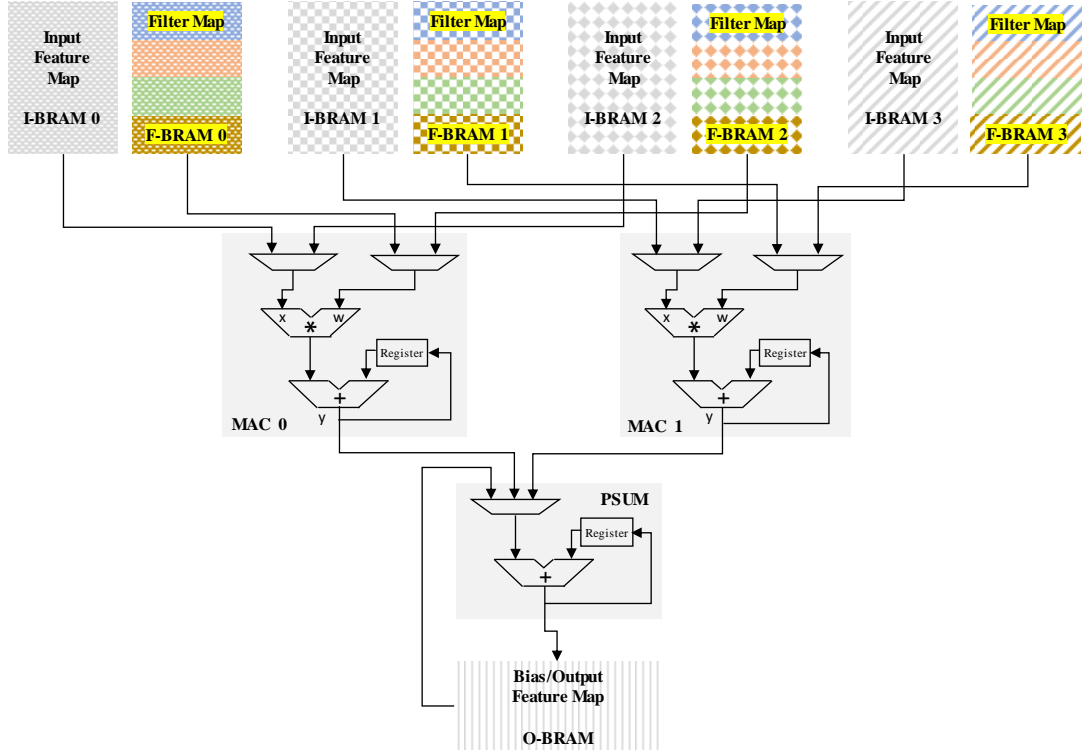 Input
Feature
Map
I-BRAM 0
Filter Map
F-BRAM 0
Input
Feature
Map
I-BRAM 1
Filter Map
F-BRAM 1
Input
Feature
Map
I-BRAM 2
Filter Map
F-BRAM 2
Input
Feature
Map
I-BRAM 3
Filter Map
F-BRAM 3
x
w
*
Register
+
y
MAC 0
x
w
*
Register
+
y
MAC 1
PSUM
Register
+
Bias/Output
Feature Map
O-BRAM